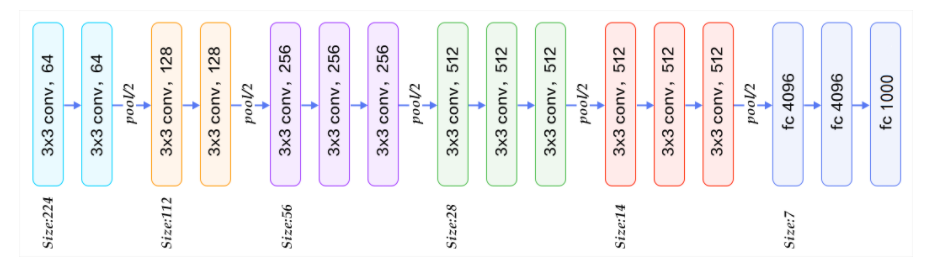 3x3 conv, 64
3x3 conv, 64
pool/2
3x3 conv, 128
3x3 conv, 128
pool/2
3x3 conv, 256
3x3 conv, 256
3x3 conv, 256
pool/2
3x3 conv, 512
3x3 conv, 512
3x3 conv, 512
pool/2
3x3 conv, 512
3x3 conv, 512
3x3 conv, 512
pool/2
fc 4096
fc 4096
fc 1000
Size:224
Size:112
Size:56
Size:28
Size:14
Size:7